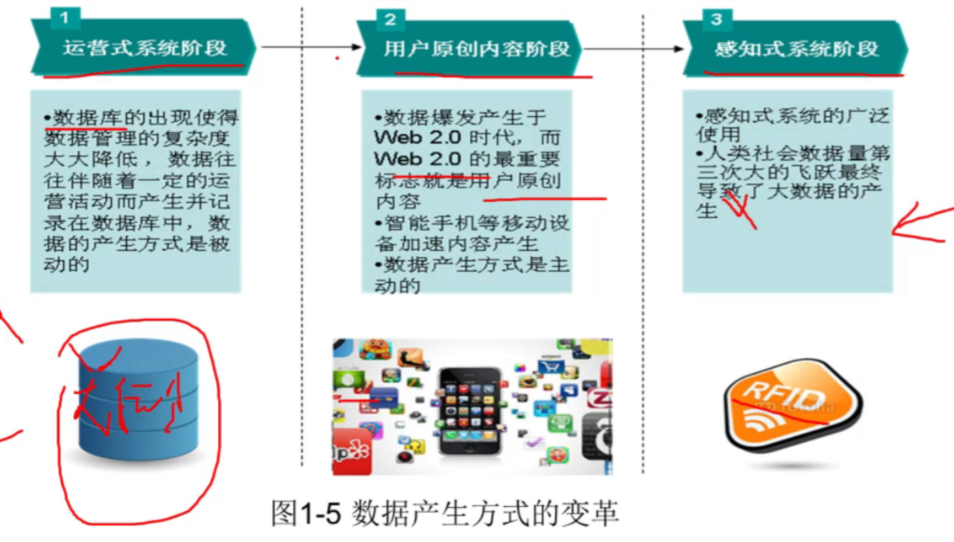 1
运营式系统阶段
•数据库的出现使得
数据管理的复杂度
大大降低，数据往
往伴随着一定的运
营活动而产生并记
录在数据库中，数
据的产生方式是被
动的
2
用户原创内容阶段
•数据爆发产生于
Web 2.0 时代，而
Web 2.0 的最重要
标志就是用户原创
内容
•智能手机等移动设
备加速内容产生
•数据产生方式是主
动的
3
感知式系统阶段
•感知式系统的广泛
使用
•人类社会数据量第
三次大的飞跃最终
导致了大数据的产
生
RFID
图1-5 数据产生方式的变革